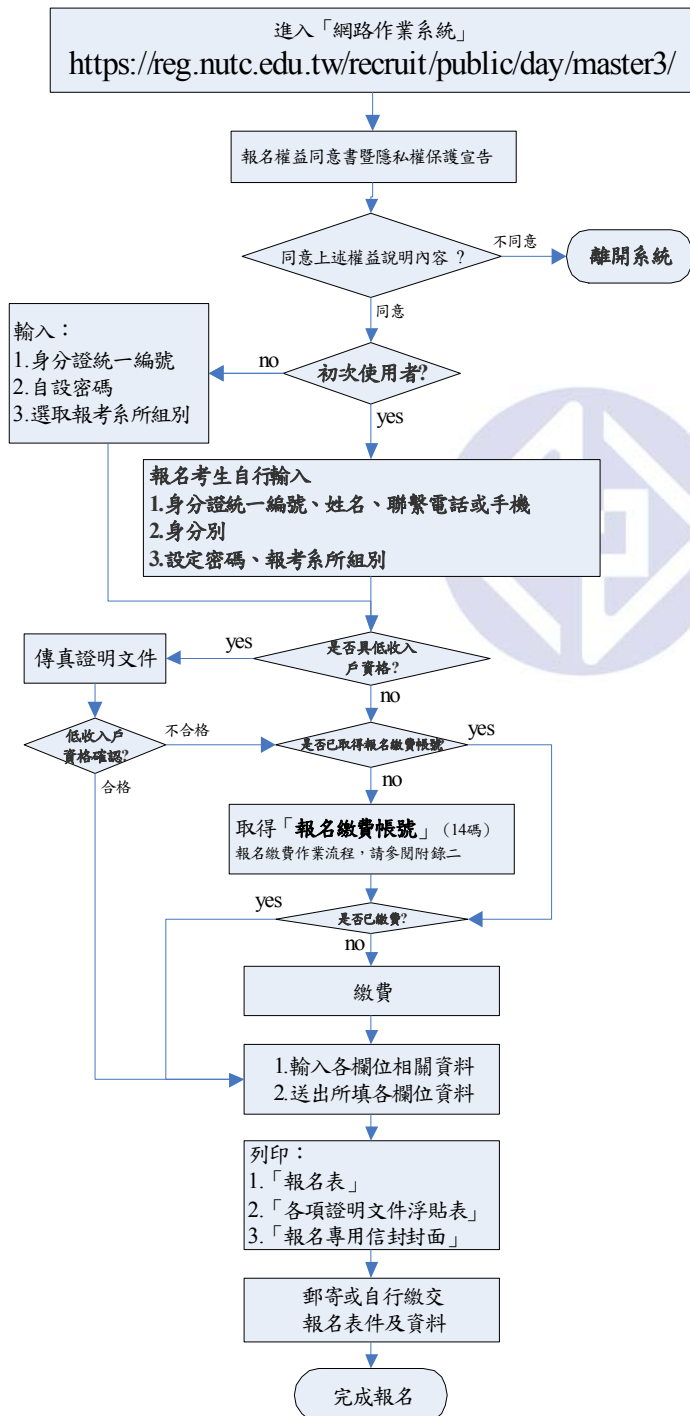 進入「網路作業系統」
https://reg.nutc.edu.tw/recruit/public/day/master3/
報名權益同意書暨隱私權保護宣告
同意上述權益說明內容 ?
不同意
離開系統
同意
初次使用者?
no
yes
輸入：
1.身分證統一編號
2.自設密碼
3.選取報考系所組別
報名考生自行輸入
1.身分證統一編號、姓名、聯繫電話或手機
2.身分別
3.設定密碼、報考系所組別
是否具低收入
戶資格?
yes
no
傳真證明文件
低收入戶
資格確認?
不合格
合格
是否已取得報名繳費帳號
yes
no
取得「報名繳費帳號」（14碼）
報名繳費作業流程，請參閱附錄二
是否已繳費?
yes
no
繳費
1.輸入各欄位相關資料
2.送出所填各欄位資料
列印：
1.「報名表」
2.「各項證明文件浮貼表」
3.「報名專用信封封面」
郵寄或自行繳交
報名表件及資料
完成報名